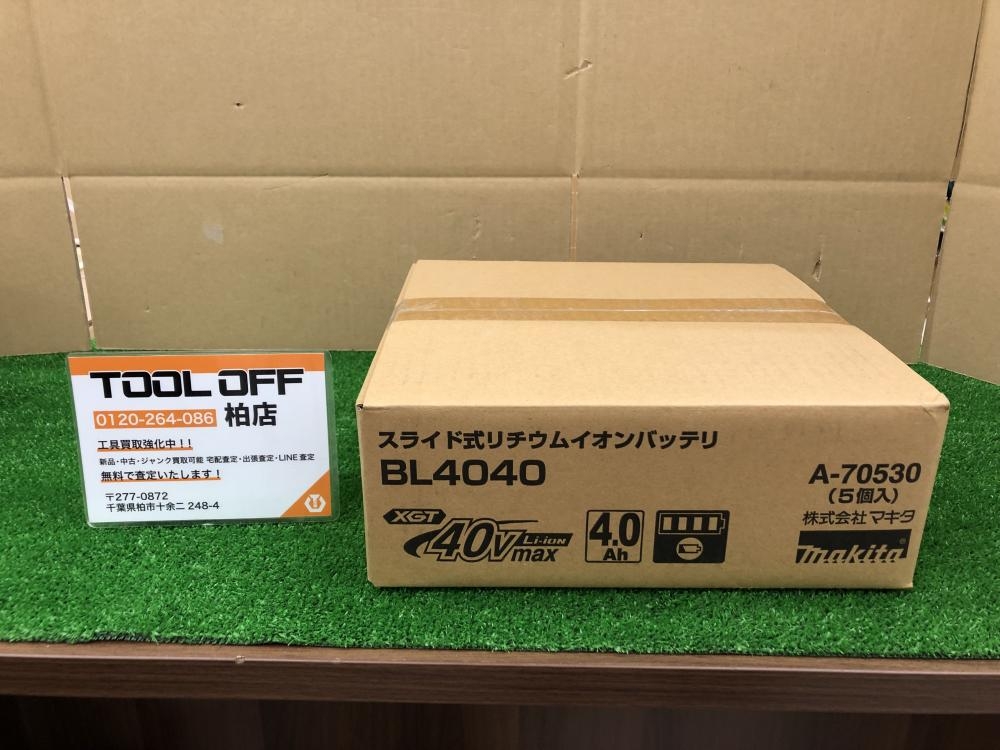 TOOL OFF
0120-264-086 柏店
工具買取強化中！！
新品・中古・ジャンク買取可能 宅配査定・出張査定・LINE査定
無料で査定いたします！
〒277-0872
千葉県柏市十余二 248-4
スライド式リチウムイオンバッテリ
BL4040
A-70530
（5個入）
株式会社 マキタ
XGT
40Vmax Li-ion
4.0
Ah
makita